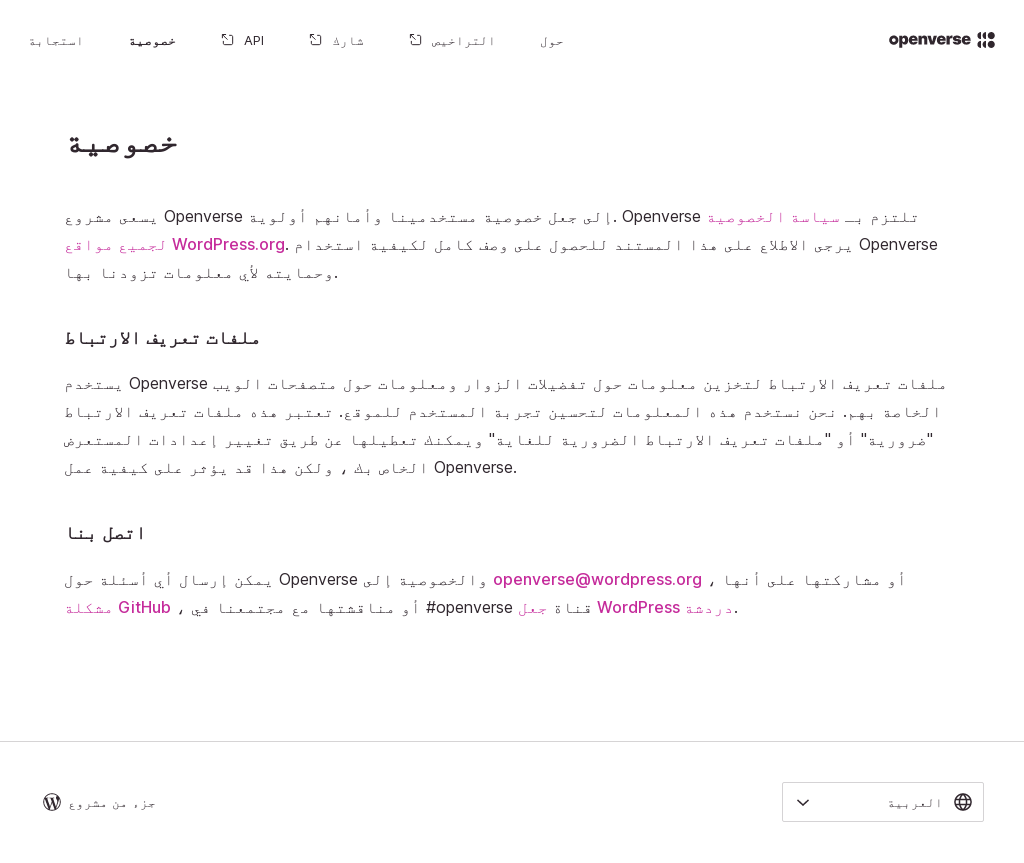 openverse
حول
التراخيص
شارك
API
خصوصية
استجابة
خصوصية
يسعى مشروع Openverse إلى جعل خصوصية مستخدمينا وأمانهم أولوية. Openverse تلتزم بـ سياسة الخصوصية
لجميع مواقع WordPress.org. يرجى الاطلاع على هذا المستند للحصول على وصف كامل لكيفية استخدام Openverse
وحمايته لأي معلومات تزودنا بها.
ملفات تعريف الارتباط
يستخدم Openverse ملفات تعريف الارتباط لتخزين معلومات حول تفضيلات الزوار ومعلومات حول متصفحات الويب
الخاصة بهم. نحن نستخدم هذه المعلومات لتحسين تجربة المستخدم للموقع. تعتبر هذه ملفات تعريف الارتباط
"ضرورية" أو "ملفات تعريف الارتباط الضرورية للغاية" ويمكنك تعطيلها عن طريق تغيير إعدادات المستعرض
الخاص بك ، ولكن هذا قد يؤثر على كيفية عمل Openverse.
اتصل بنا
يمكن إرسال أي أسئلة حول Openverse والخصوصية إلى openverse@wordpress.org ، أو مشاركتها على أنها
مشكلة GitHub ، أو مناقشتها مع مجتمعنا في #openverse قناة جعل WordPress دردشة.
العربية
جزء من مشروع